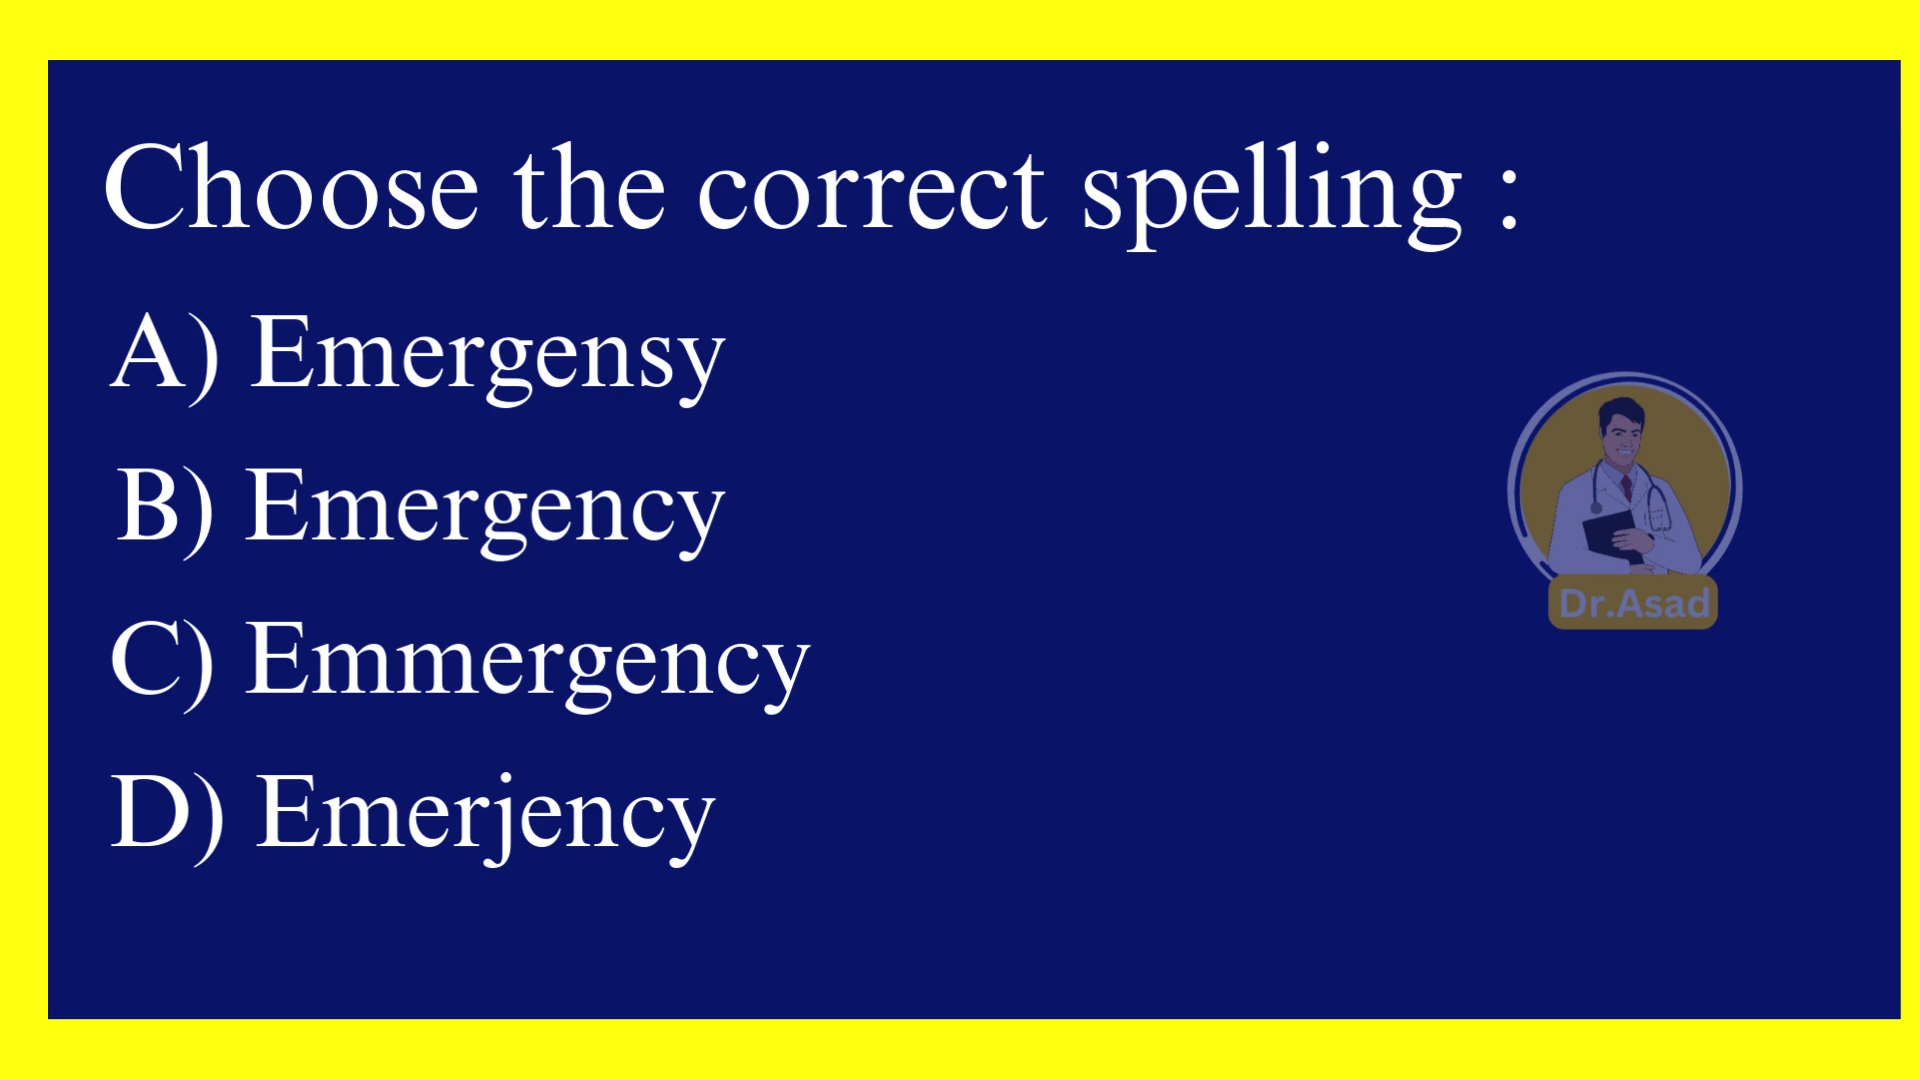 Choose the correct spelling :
A) Emergensy
B) Emergency
C) Emmergency
D) Emerjency
Dr.Asad